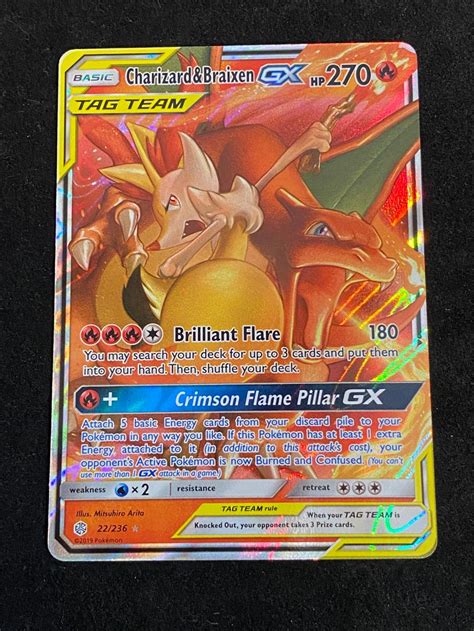 BASIC Charizard&Braixen GX HP270
TAG TEAM
Brilliant Flare 180
You may search your deck for up to 3 cards and put them
into your hand. Then, shuffle your deck.
+ Crimson Flame Pillar GX
Attach 5 basic Energy cards from your discard pile to your
Pokémon in any way you like. If this Pokémon has at least 1 extra
Energy attached to it (in addition to this attack's cost), your
opponent's Active Pokémon is now Burned and Confused. (You can't
use more than 1 GX attack in a game.)
weakness ×2 resistance retreat
Illus. Mitsuhiro Arita
22/236
©2019 Pokémon
TAG TEAM rule
When your TAG TEAM is
Knocked Out, your opponent takes 3 Prize cards.